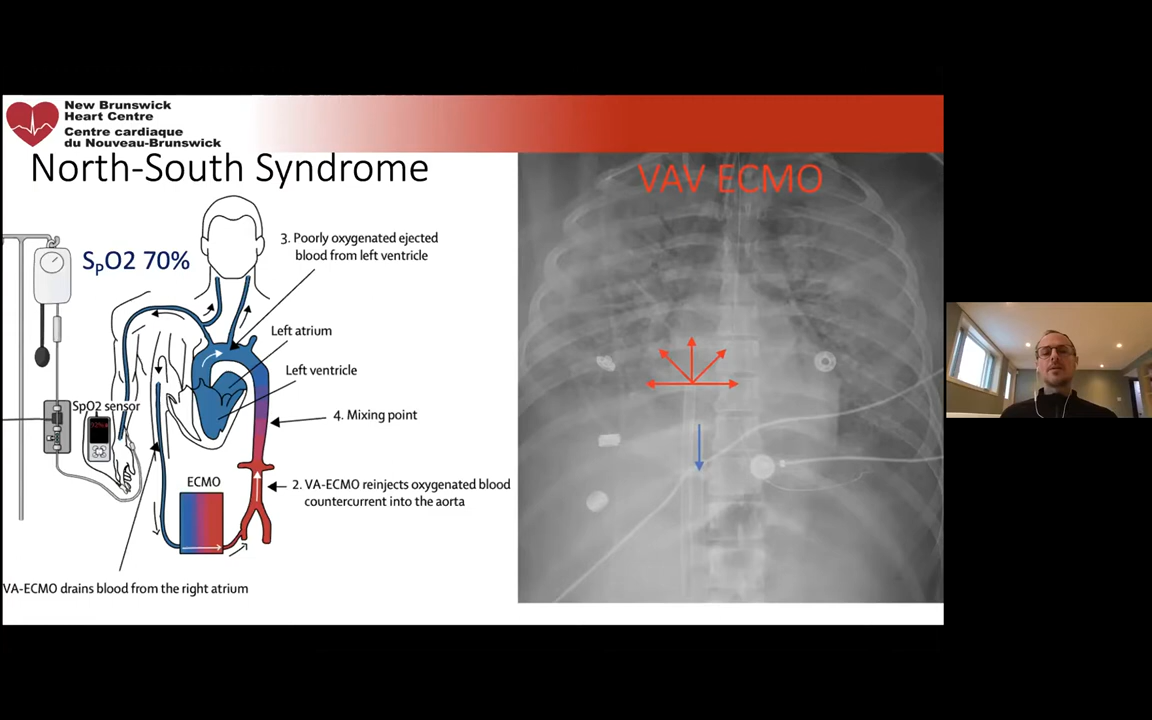 New Brunswick
Heart Centre
Centre cardiaque
du Nouveau-Brunswick
North-South Syndrome
VAV ECMO
SpO2 70%
3. Poorly oxygenated ejected
blood from left ventricle
Left atrium
Left ventricle
SpO2 sensor
4. Mixing point
ECMO
2. VA-ECMO reinjects oxygenated blood
countercurrent into the aorta
VA-ECMO drains blood from the right atrium